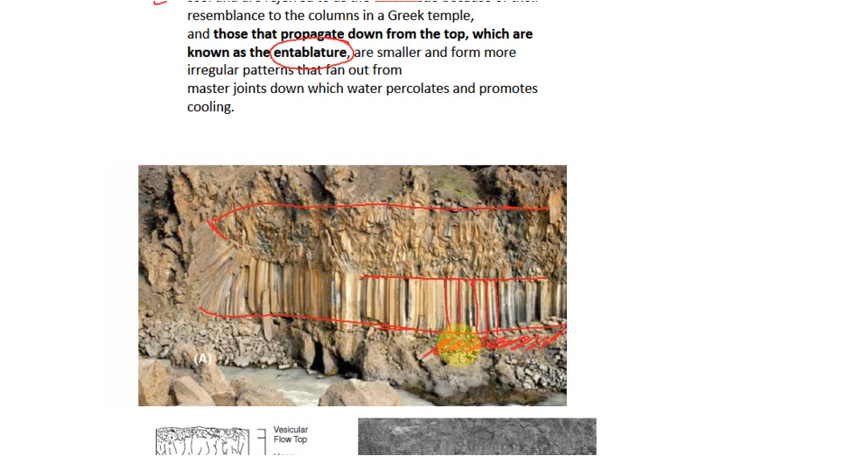 resemblance to the columns in a Greek temple,
and those that propagate down from the top, which are
known as the entablature, are smaller and form more
irregular patterns that fan out from
master joints down which water percolates and promotes
cooling.
(A)
Vesicular
Flow Top